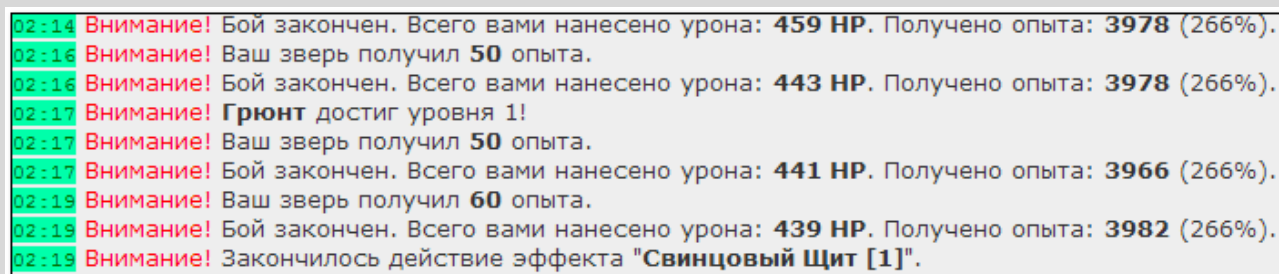 02:14 Внимание! Бой закончен. Всего вами нанесено урона: 459 HP. Получено опыта: 3978 (266%).
02:16 Внимание! Ваш зверь получил 50 опыта.
02:16 Внимание! Бой закончен. Всего вами нанесено урона: 443 HP. Получено опыта: 3978 (266%).
02:17 Внимание! Грюнт достиг уровня 1!
02:17 Внимание! Ваш зверь получил 50 опыта.
02:17 Внимание! Бой закончен. Всего вами нанесено урона: 441 HP. Получено опыта: 3966 (266%).
02:19 Внимание! Ваш зверь получил 60 опыта.
02:19 Внимание! Бой закончен. Всего вами нанесено урона: 439 HP. Получено опыта: 3982 (266%).
02:19 Внимание! Закончилось действие эффекта "Свинцовый Щит [1]".